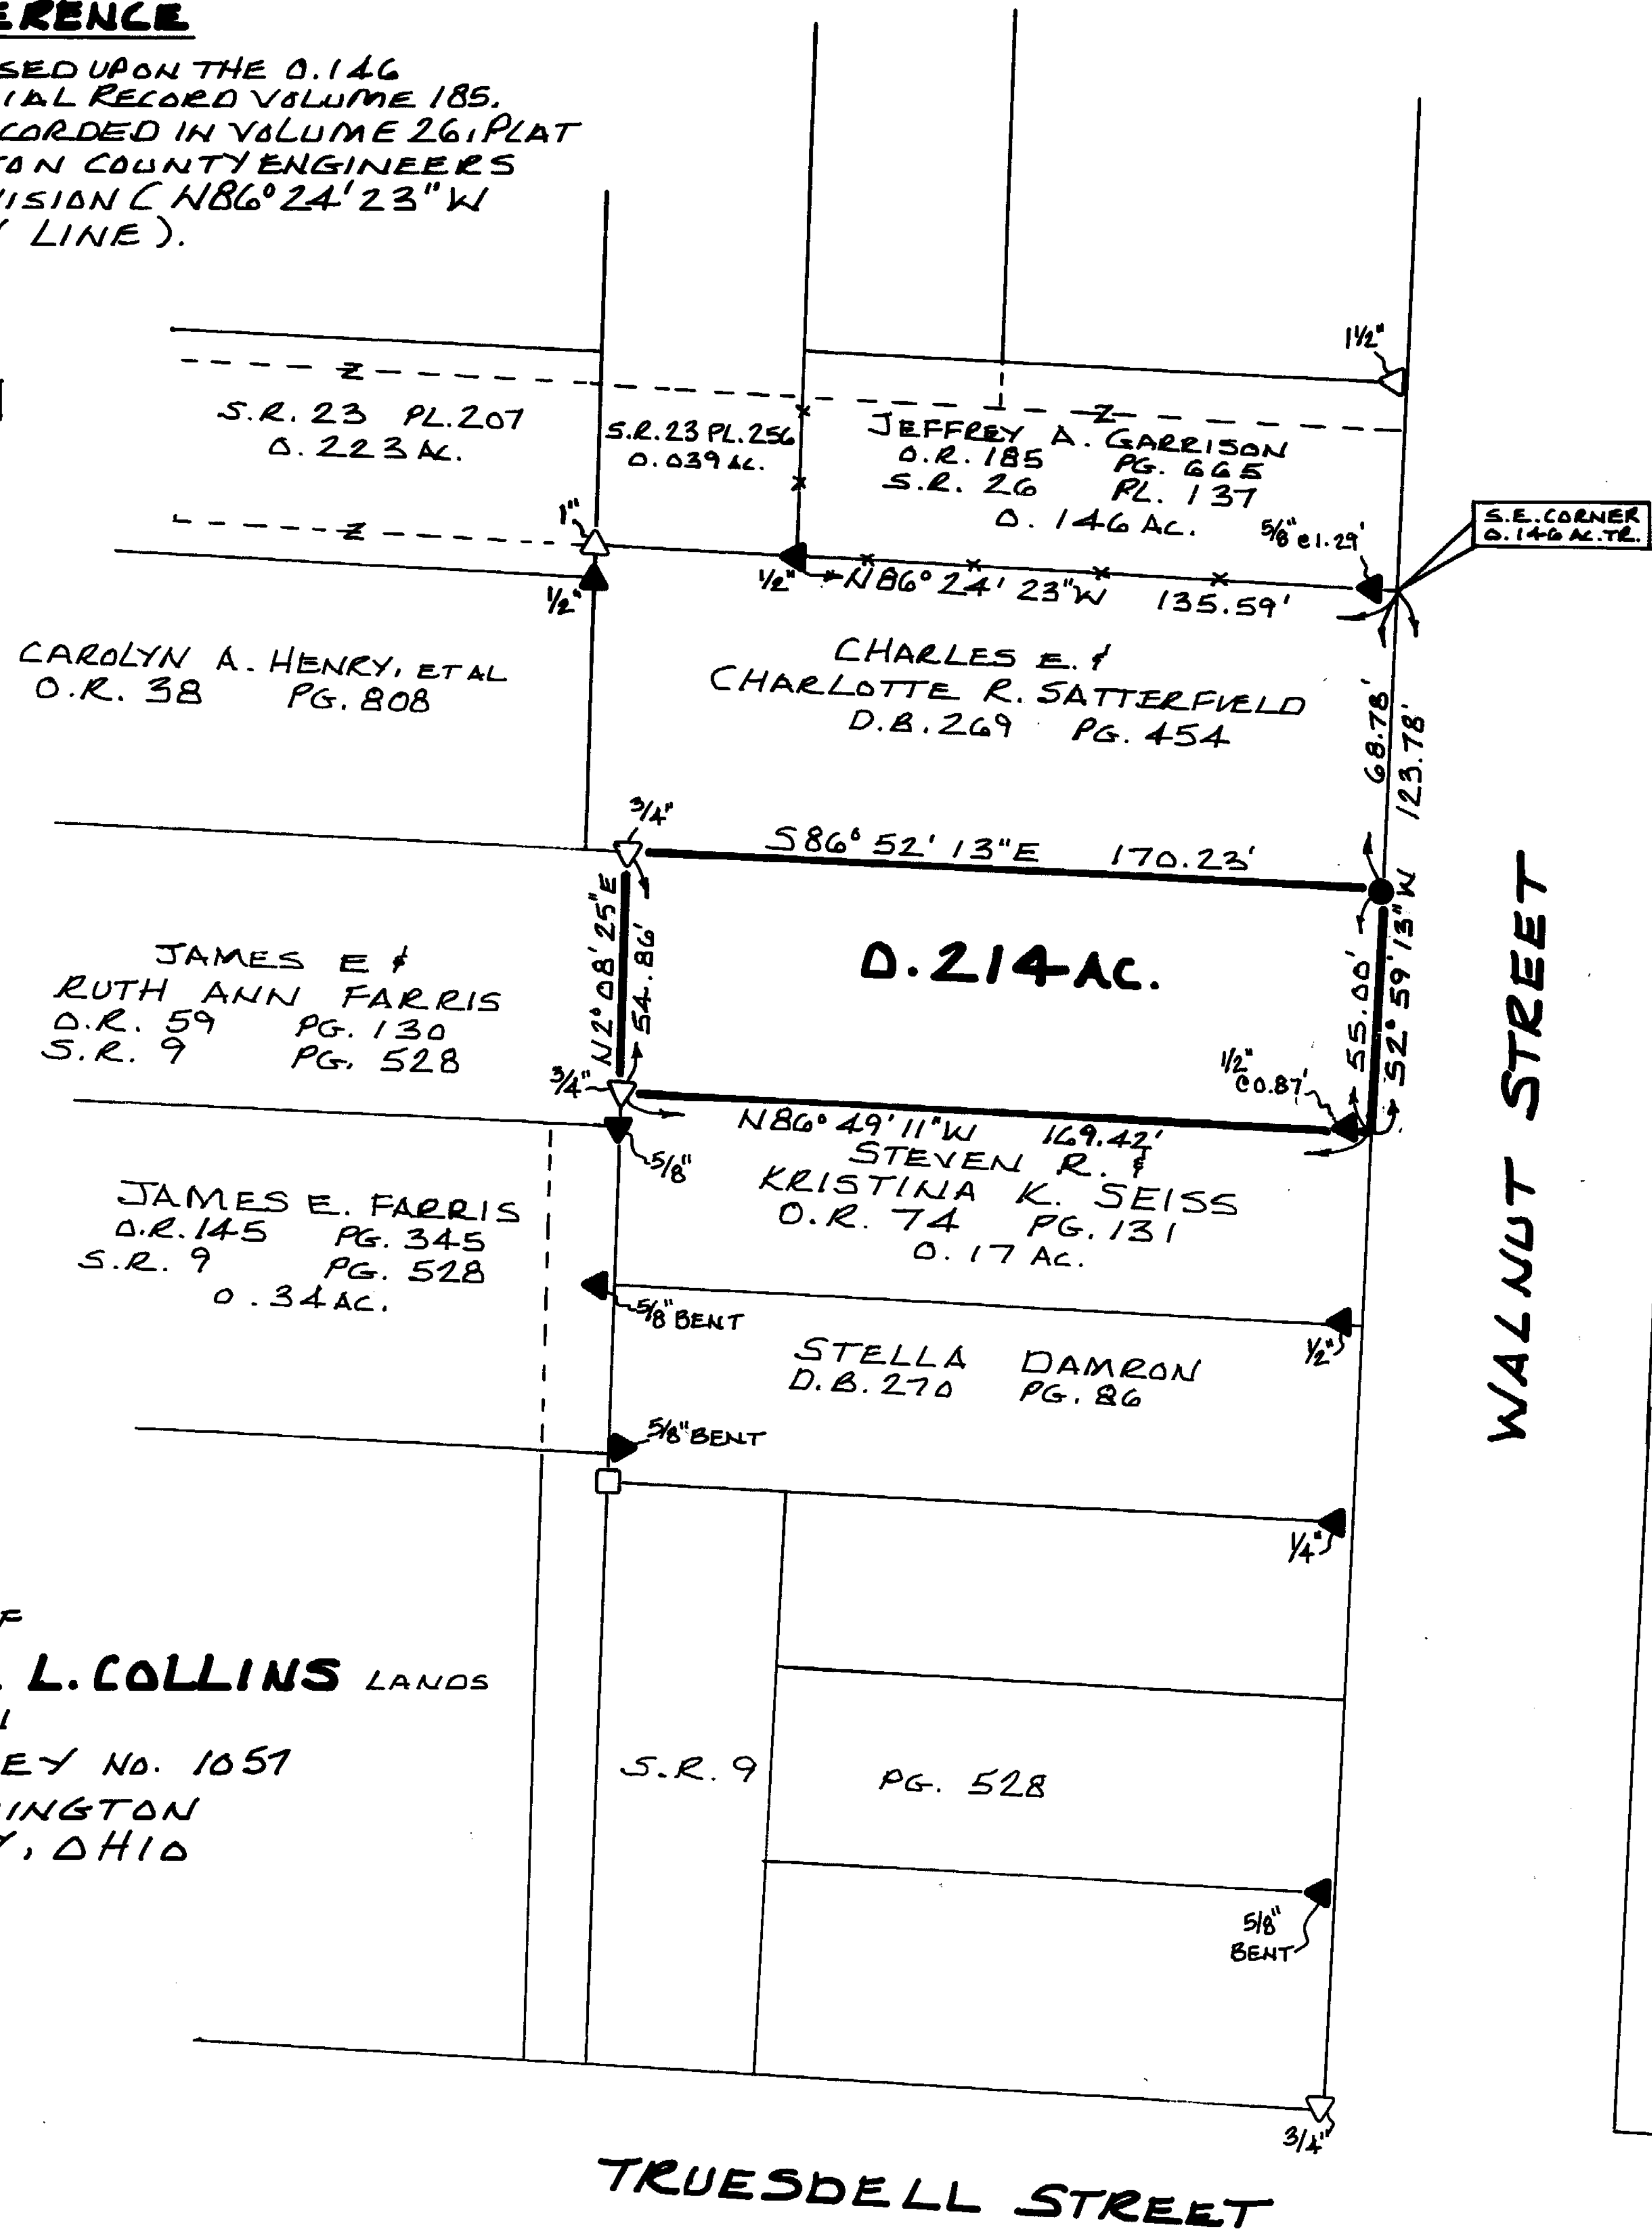 ERENCE
SED UPON THE 0.146
IAL RECORD VOLUME 185.
CORDED IN VOLUME 26, PLAT
TON COUNTY ENGINEERS
VISION ( N86° 24' 23" W
LINE ).
1½"
Z
S.R. 23 PL. 207
0.223 AC.
S.R. 23 PL. 256
0.039 AC.
Z
JEFFREY A. GARRISON
O.R. 185 PG. 665
S.R. 26 PL. 137
0.146 AC.
S.E. CORNER
0.146 AC. TR.
5/8" @ 1.29'
Z
1"
1/2"
1/2"
N86° 24' 23" W 135.59'
CAROLYN A. HENRY, ET AL
O.R. 38 PG. 808
CHARLES E. &
CHARLOTTE R. SATTERFIELD
D.B. 269 PG. 454
68.78'
123.78'
3/4"
S86° 52' 13" E 170.23'
N2° 08' 25" E
54.86'
0.214 AC.
55.00'
S2° 59' 13" W
WALNUT STREET
JAMES E &
RUTH ANN FARRIS
O.R. 59 PG. 130
S.R. 9 PG. 528
3/4"
1/2"
@ 0.87'
N86° 49' 11" W 169.42'
5/8"
STEVEN R. &
KRISTINA K. SEISS
O.R. 74 PG. 131
0.17 AC.
JAMES E. FARRIS
O.R. 145 PG. 345
S.R. 9 PG. 528
0.34 AC.
5/8" BENT
1/2"
STELLA DAMRON
D.B. 270 PG. 86
5/8" BENT
1/4"
L. COLLINS LANDS
EY NO. 1057
INGTON
Y, OHIO
S.R. 9 PG. 528
5/8"
BENT
3/4"
TRUESDELL STREET